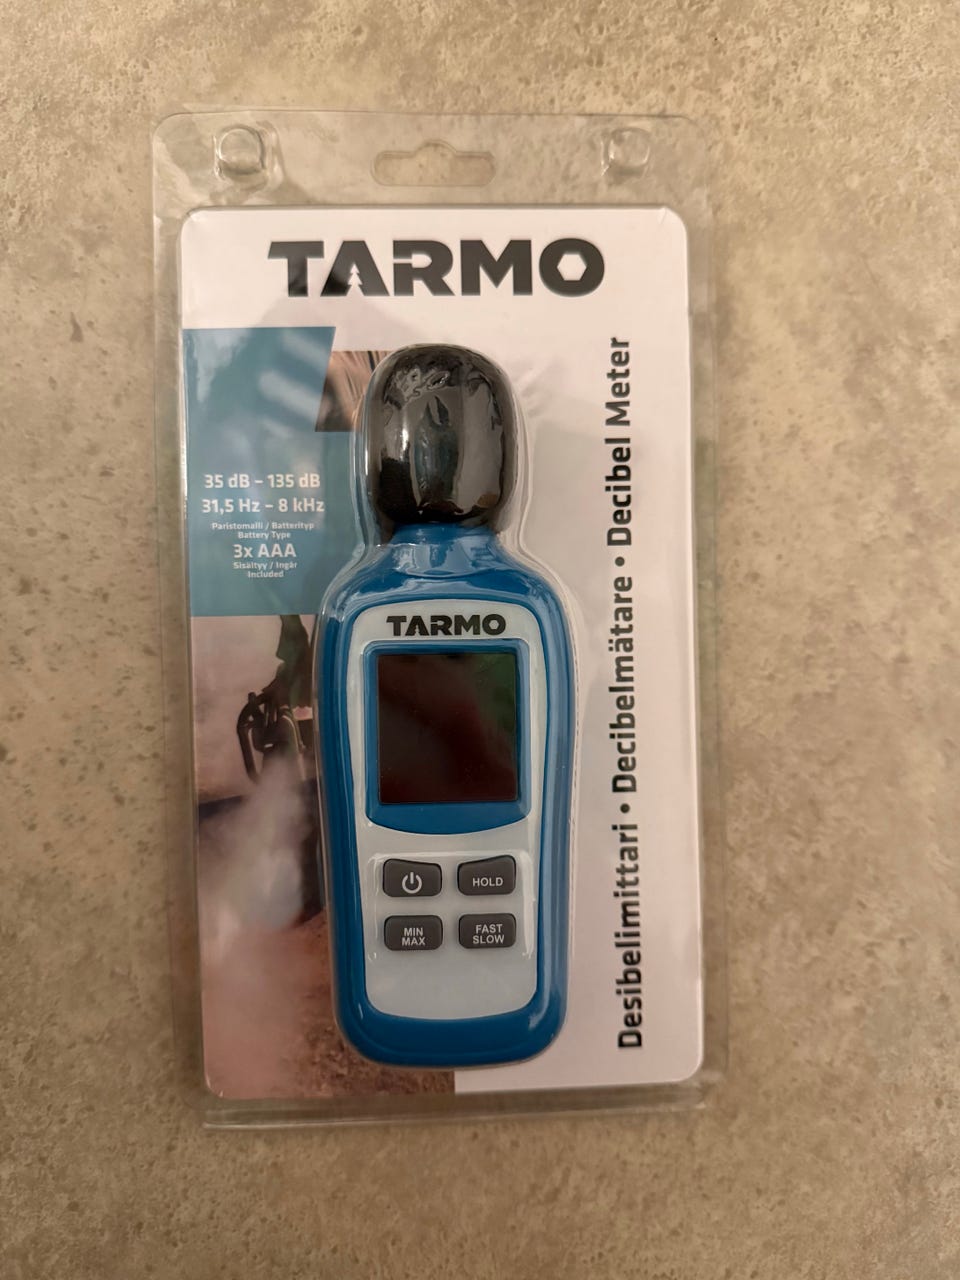 TARMO
35 dB – 135 dB
31,5 Hz – 8 kHz
Paristomalli / Batterityp
Battery Type
3x AAA
Sisältyy / Ingår
Included
Desibelimittari • Decibelmätare • Decibel Meter
TARMO
HOLD
MIN
MAX
FAST
SLOW